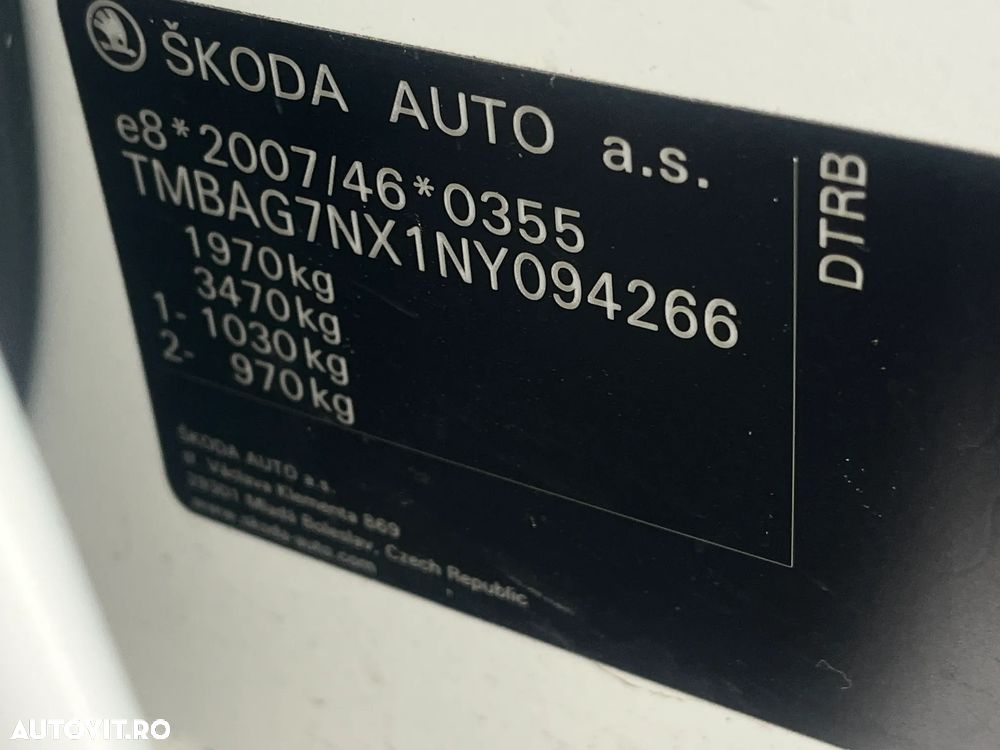 ŠKODA AUTO a.s.
e8*2007/46*0355
TMBAG7NX1NY094266
1970kg
3470kg
1- 1030kg
2- 970kg
DTRB
ŠKODA AUTO a.s.
Václava Klementa 869
29301 Mladá Boleslav, Czech Republic
www.skoda-auto.com
AUTOVIT.RO